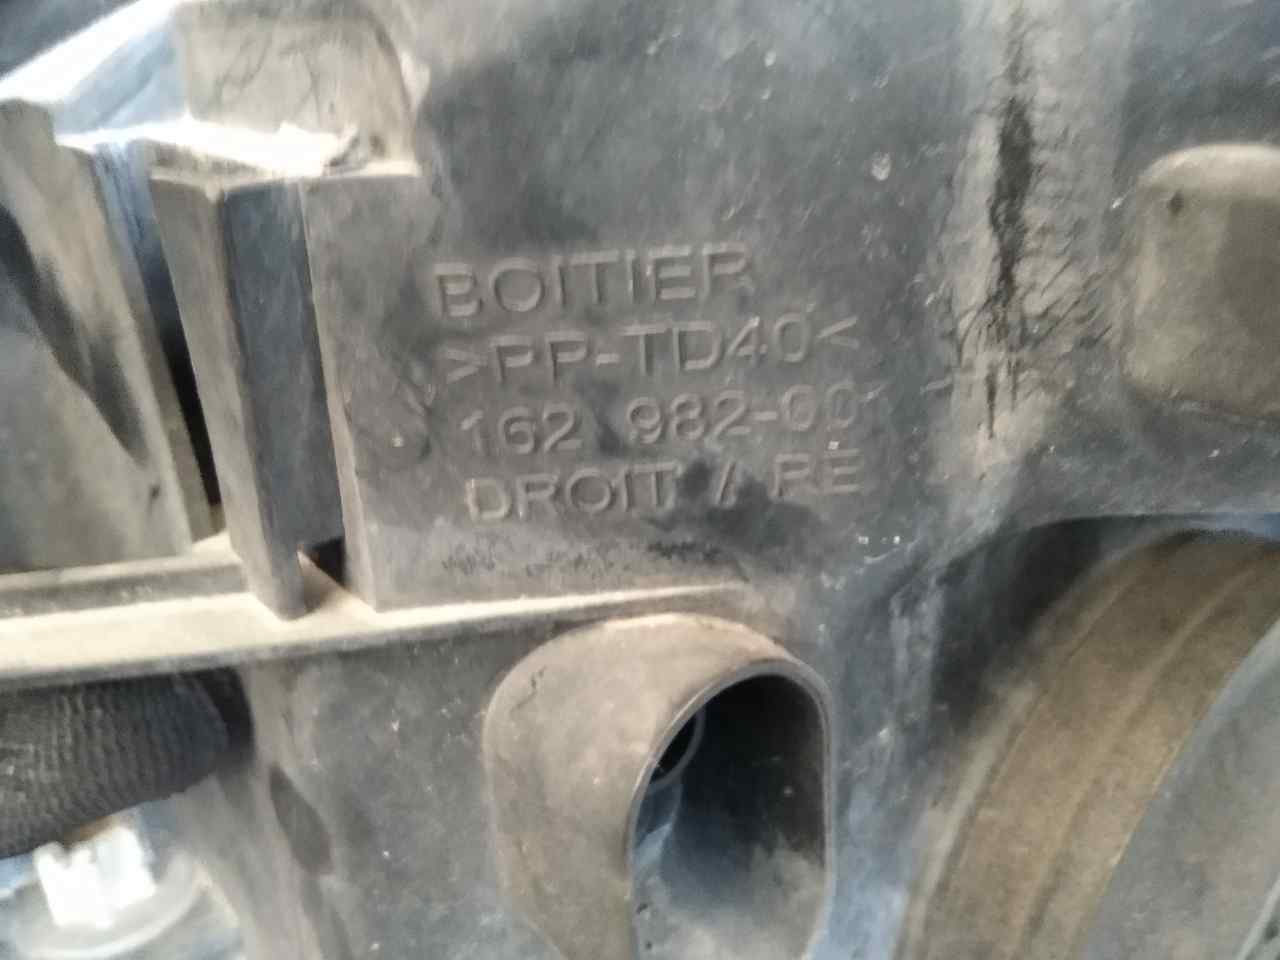 BOITIER
>PP-TD40<
162 982-00
DROIT / RE